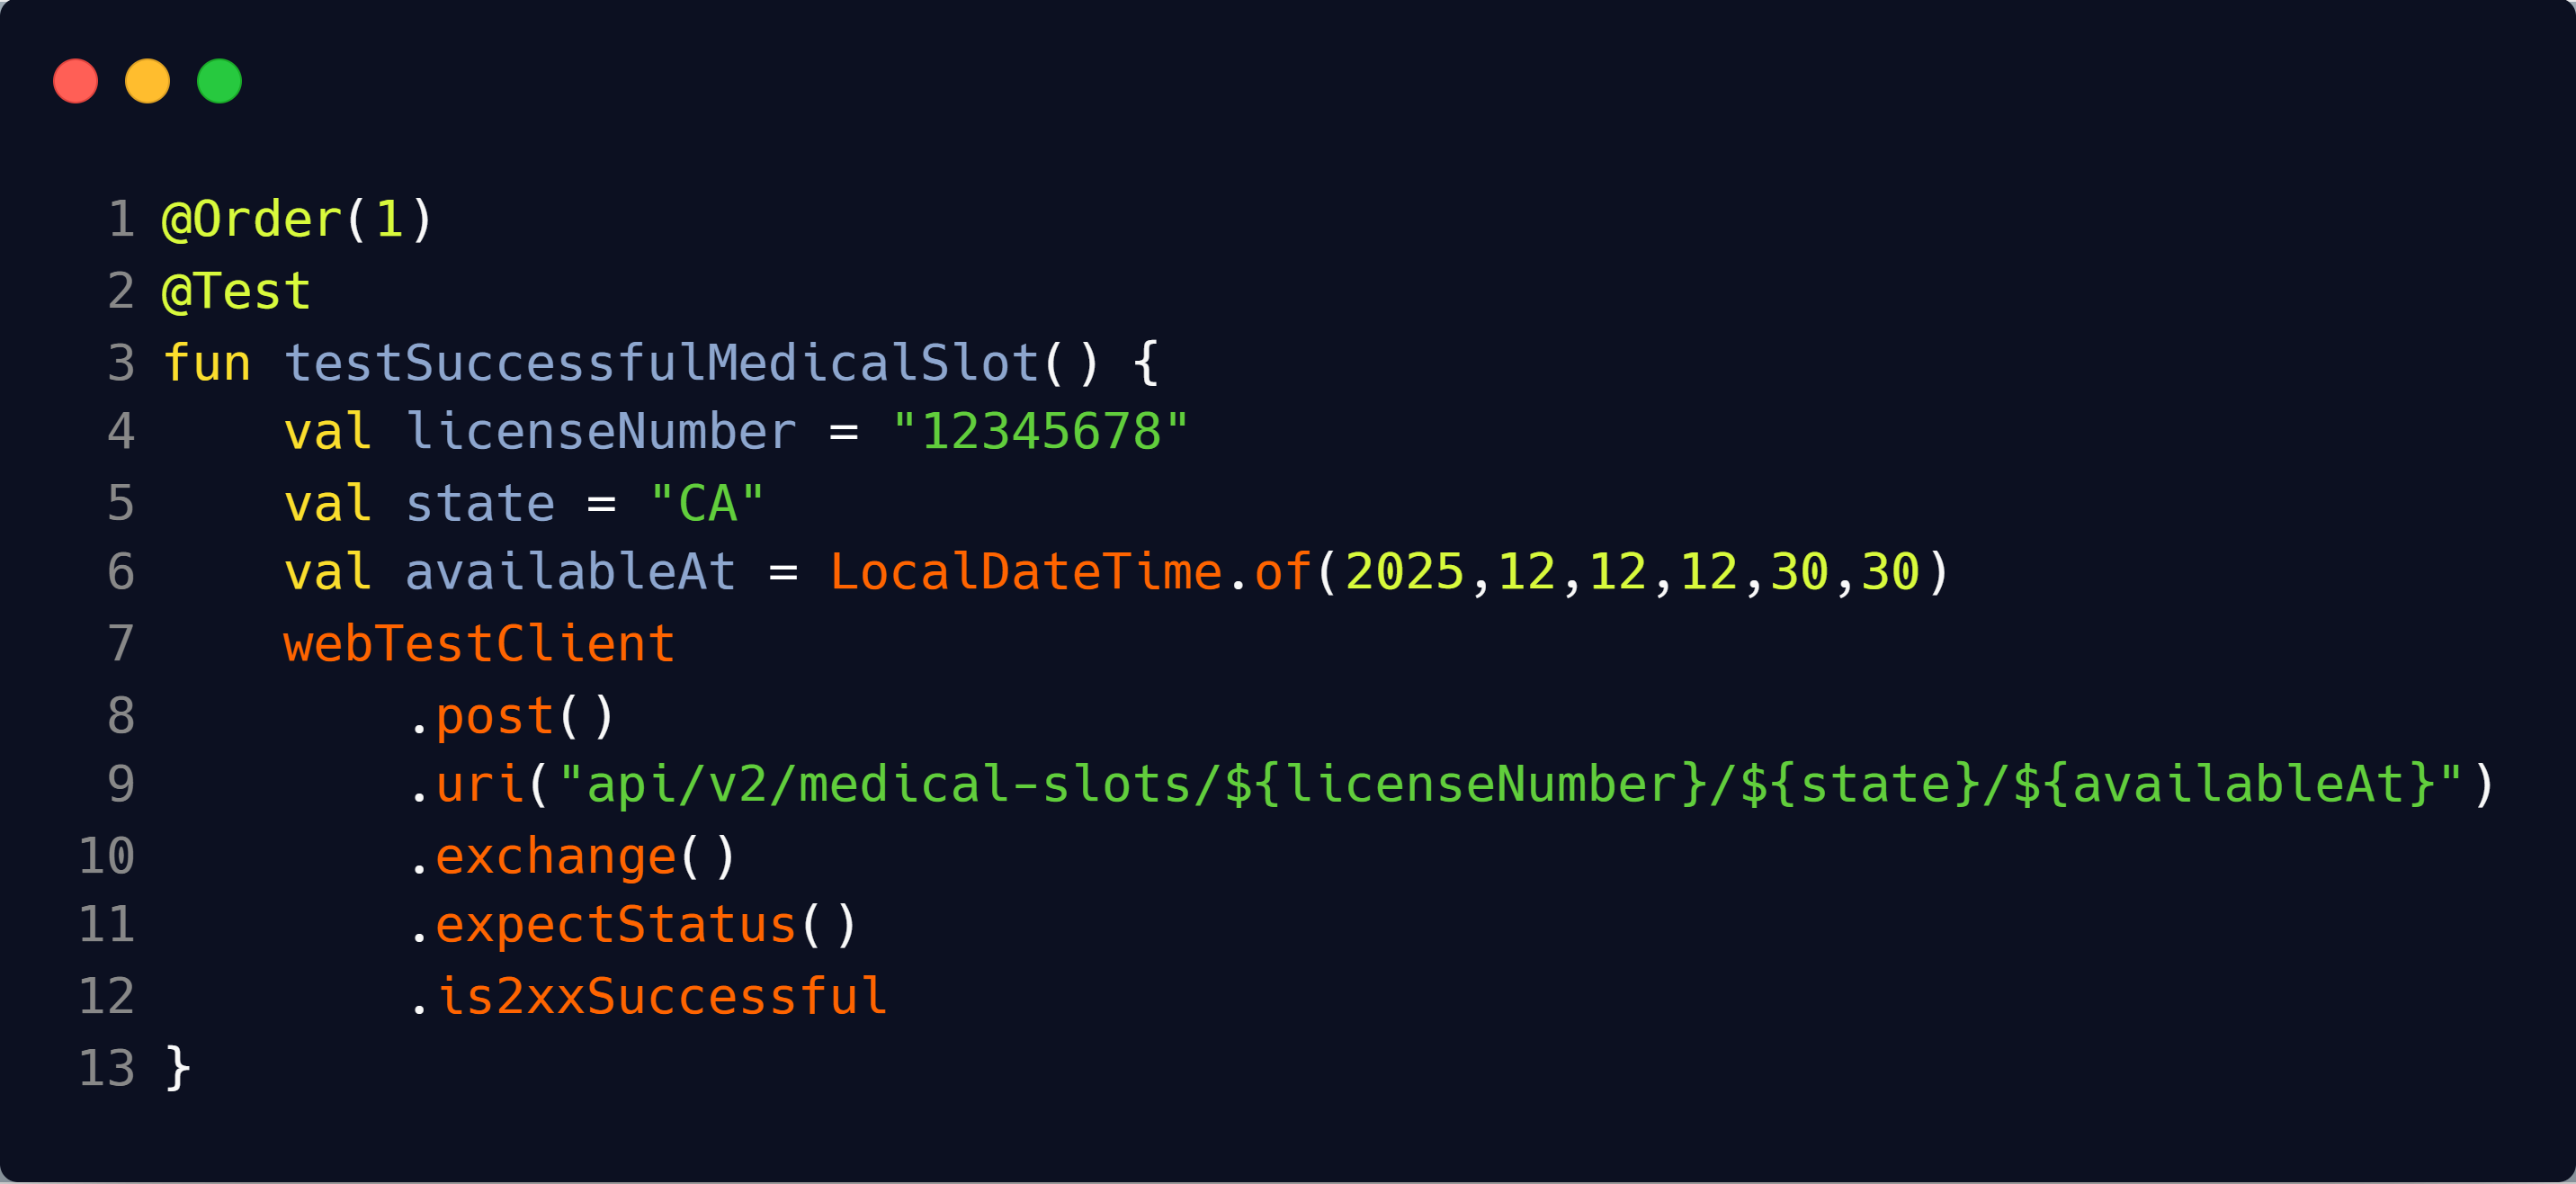 1 @Order(1)
2 @Test
3 fun testSuccessfulMedicalSlot() {
4     val licenseNumber = "12345678"
5     val state = "CA"
6     val availableAt = LocalDateTime.of(2025,12,12,12,30,30)
7     webTestClient
8         .post()
9         .uri("api/v2/medical-slots/${licenseNumber}/${state}/${availableAt}")
10         .exchange()
11         .expectStatus()
12         .is2xxSuccessful
13 }